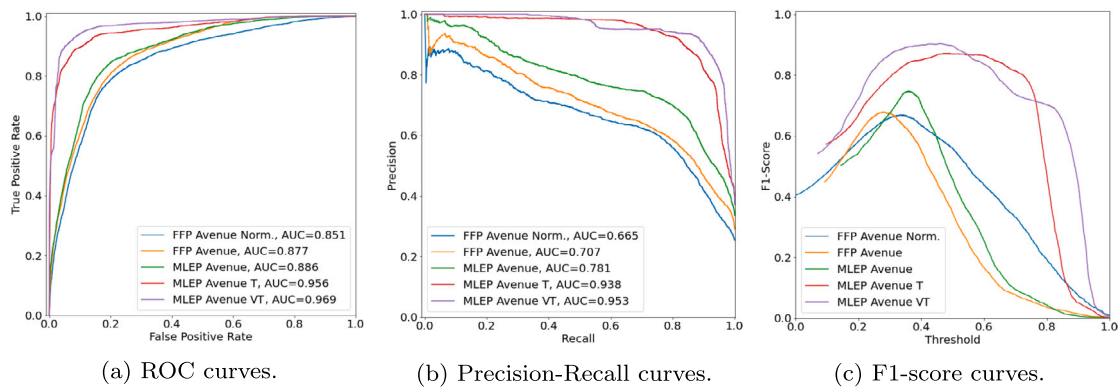 1.0
0.8
0.6
0.4
0.2
0.0
True Positive Rate
FFP Avenue Norm., AUC=0.851
FFP Avenue, AUC=0.877
MLEP Avenue, AUC=0.886
MLEP Avenue T, AUC=0.956
MLEP Avenue VT, AUC=0.969
0.0 0.2 0.4 0.6 0.8 1.0
False Positive Rate
(a) ROC curves.
1.0
0.8
0.6
0.4
0.2
0.0
Precision
FFP Avenue Norm., AUC=0.665
FFP Avenue, AUC=0.707
MLEP Avenue, AUC=0.781
MLEP Avenue T, AUC=0.938
MLEP Avenue VT, AUC=0.953
0.0 0.2 0.4 0.6 0.8 1.0
Recall
(b) Precision-Recall curves.
1.0
0.8
0.6
0.4
0.2
0.0
F1-Score
FFP Avenue Norm.
FFP Avenue
MLEP Avenue
MLEP Avenue T
MLEP Avenue VT
0.0 0.2 0.4 0.6 0.8 1.0
Threshold
(c) F1-score curves.